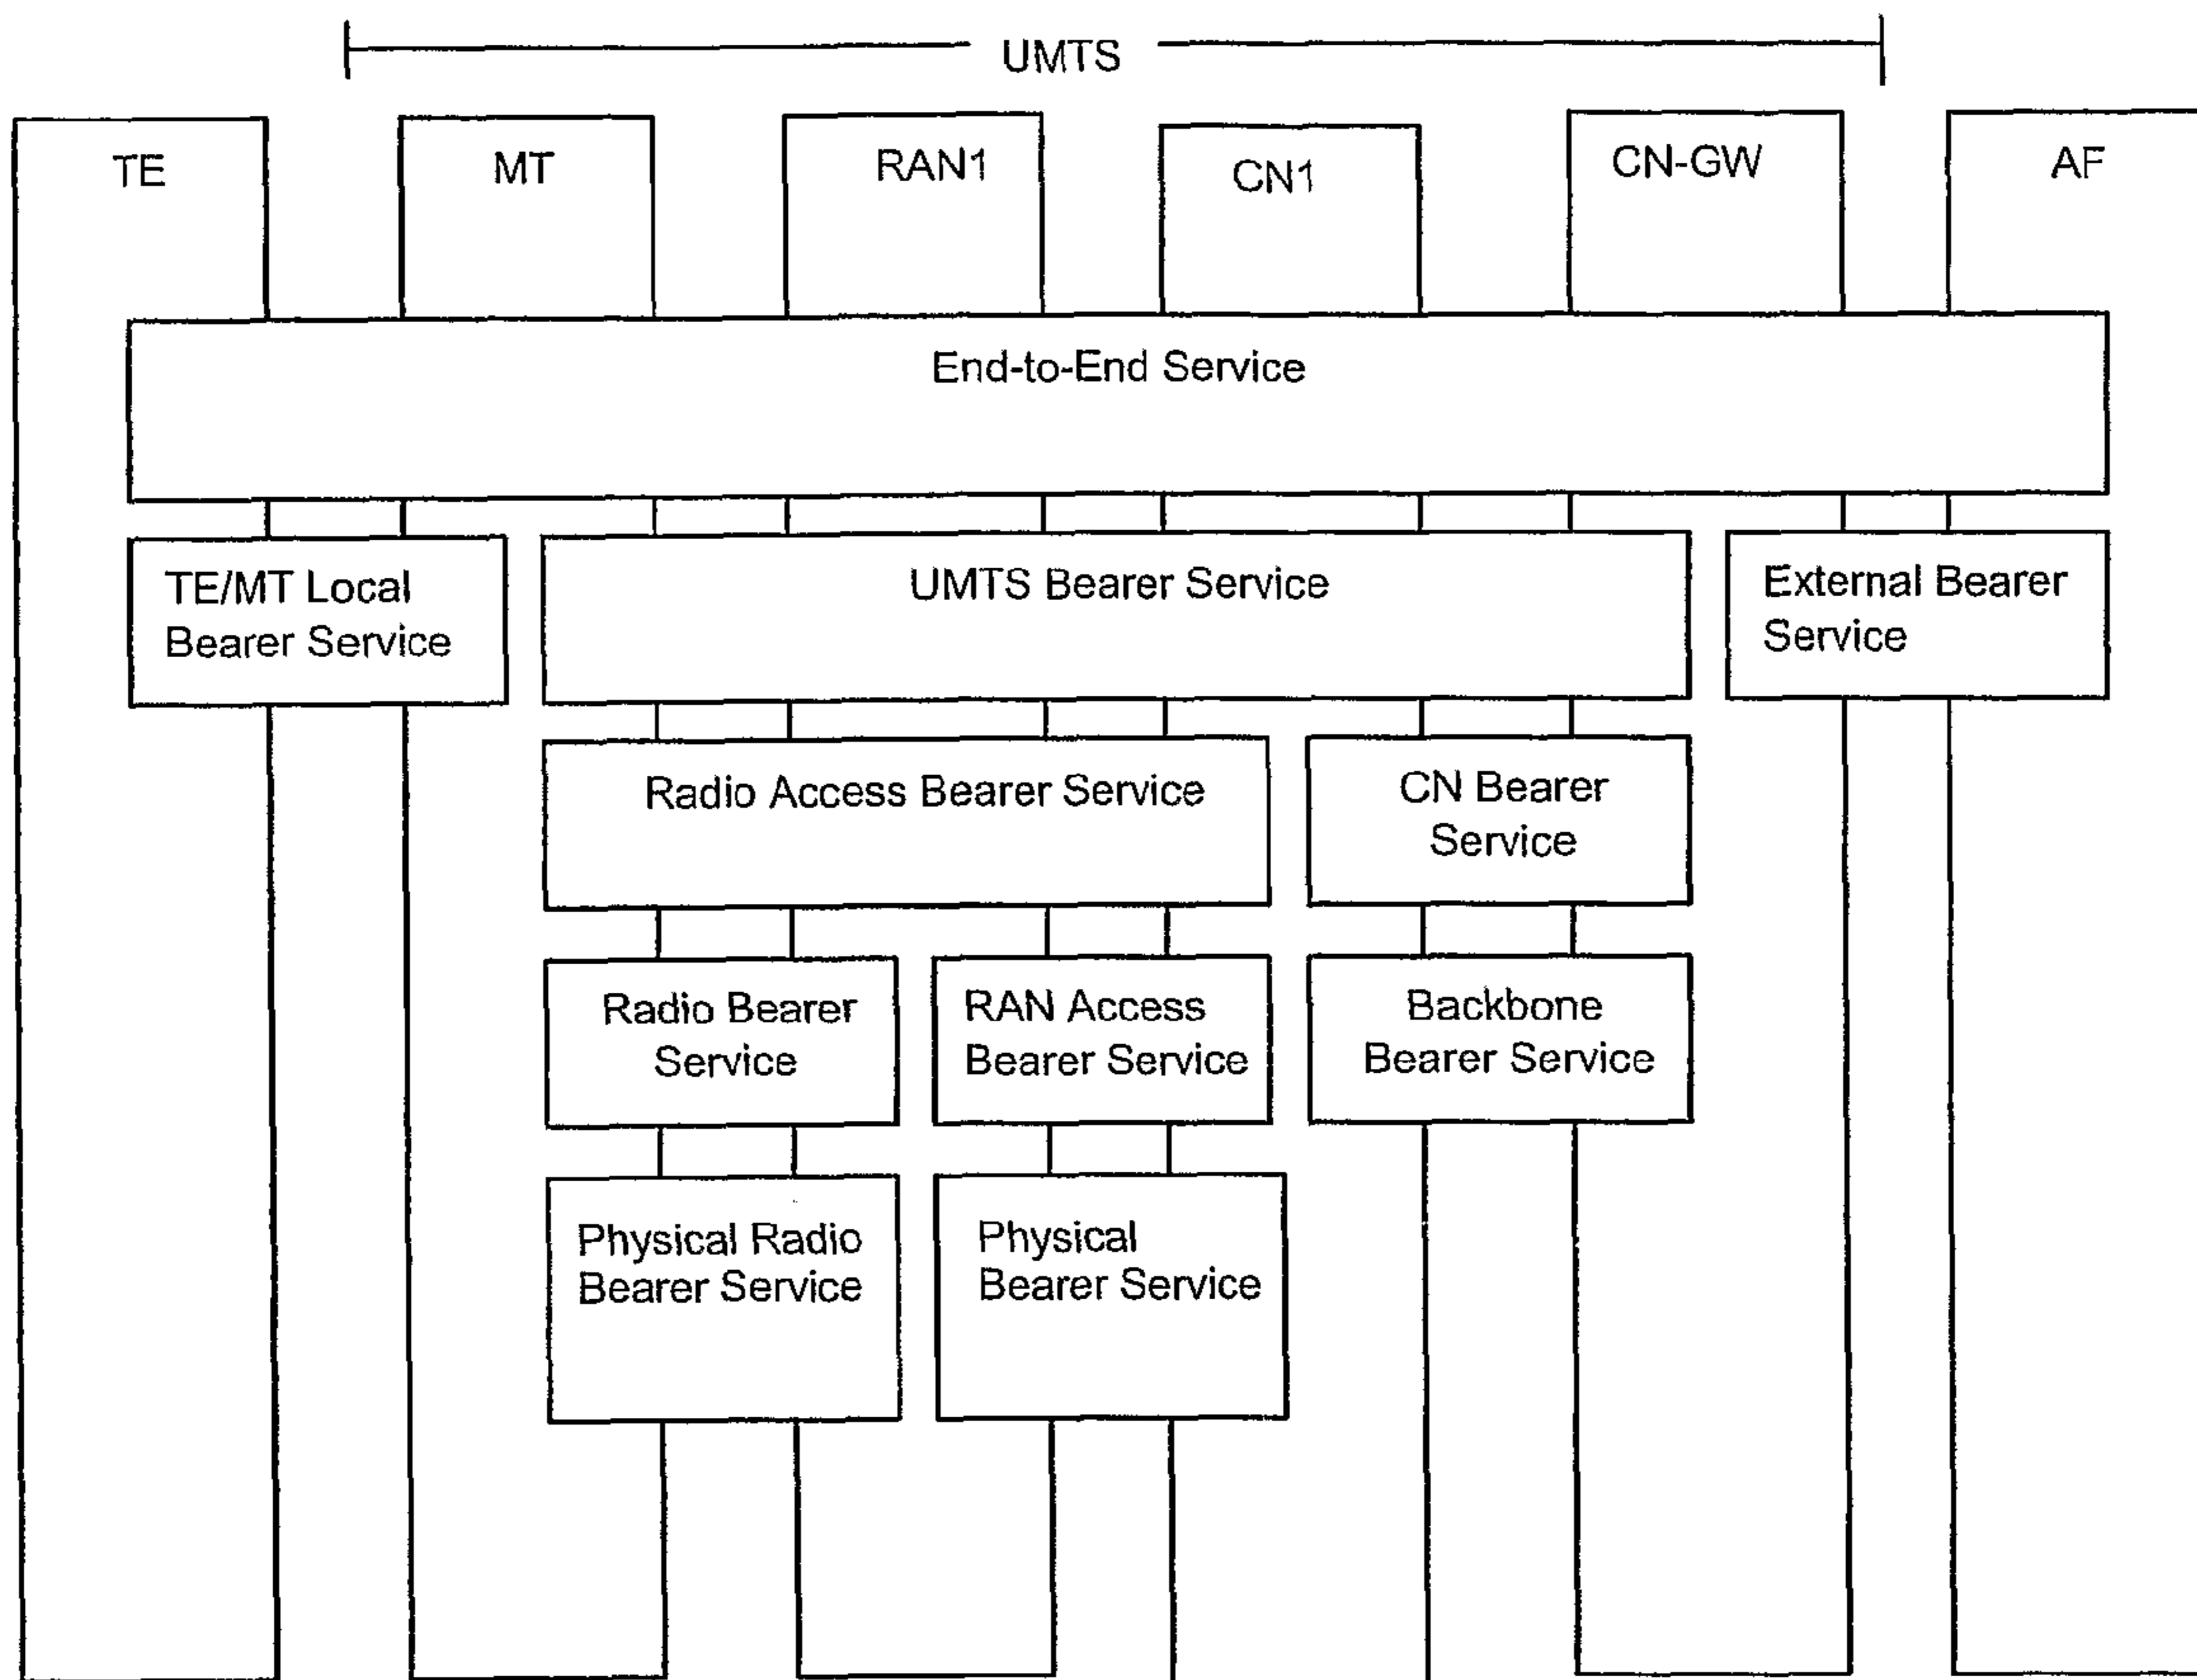 UMTS
TE
MT
RAN1
CN1
CN-GW
AF
End-to-End Service
TE/MT Local
Bearer Service
UMTS Bearer Service
External Bearer
Service
Radio Access Bearer Service
CN Bearer
Service
Radio Bearer
Service
RAN Access
Bearer Service
Backbone
Bearer Service
Physical Radio
Bearer Service
Physical
Bearer Service